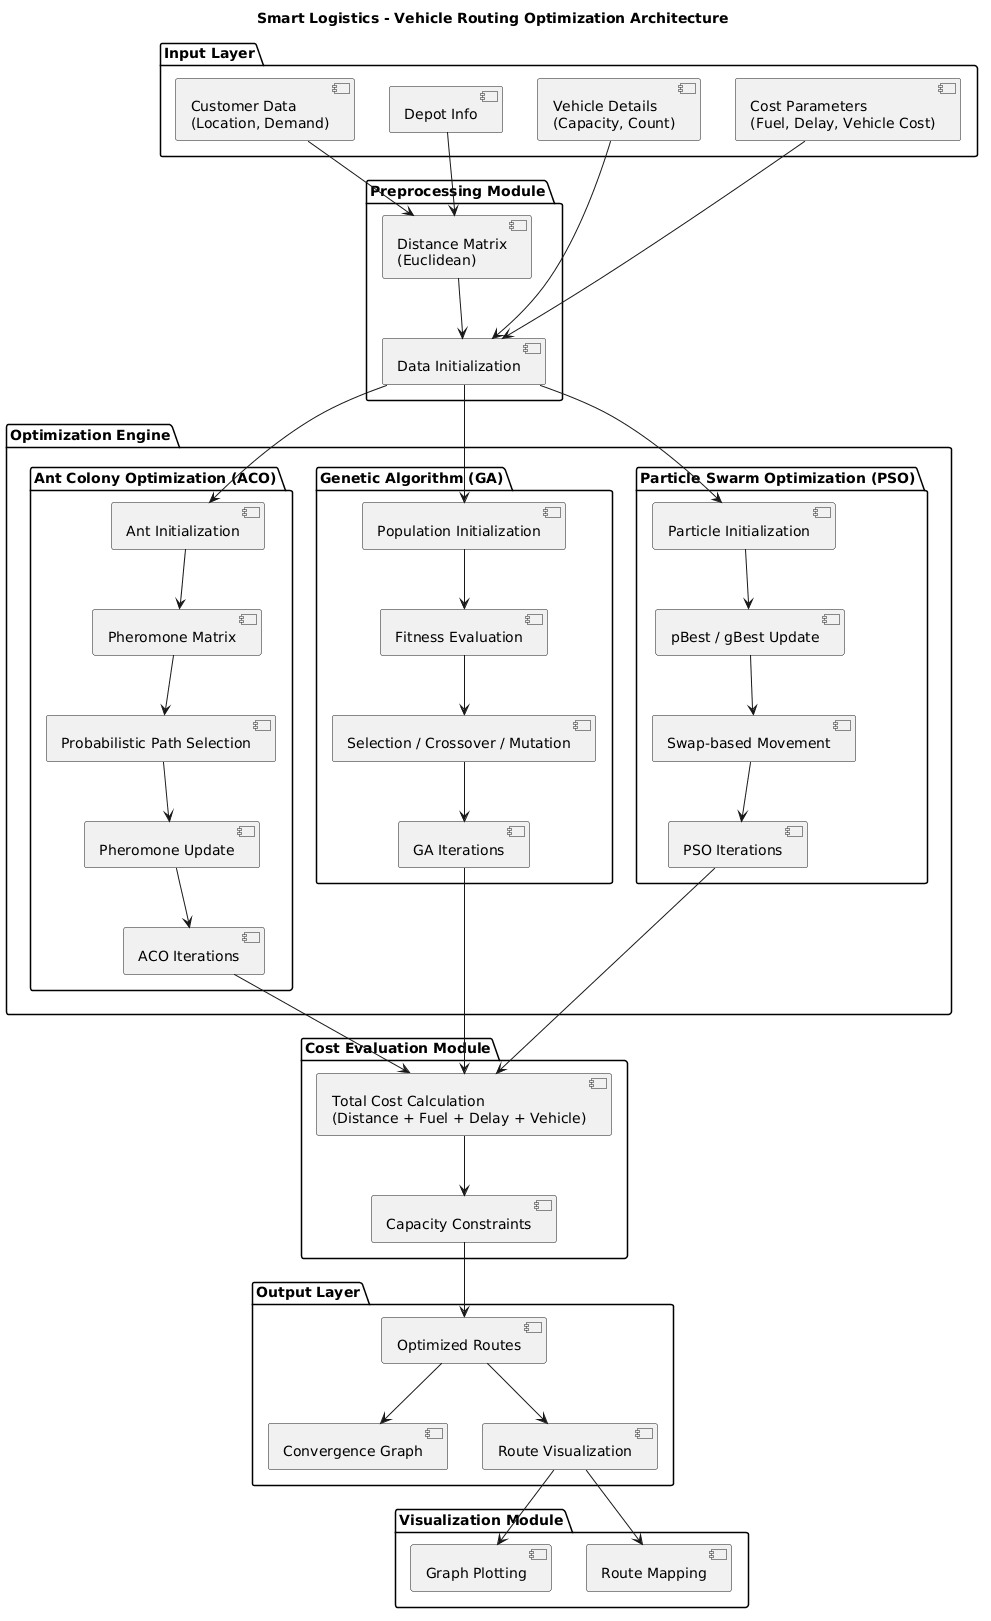 Smart Logistics - Vehicle Routing Optimization Architecture
Input Layer
Customer Data
(Location, Demand)
Depot Info
Vehicle Details
(Capacity, Count)
Cost Parameters
(Fuel, Delay, Vehicle Cost)
Preprocessing Module
Distance Matrix
(Euclidean)
Data Initialization
Optimization Engine
Ant Colony Optimization (ACO)
Ant Initialization
Pheromone Matrix
Probabilistic Path Selection
Pheromone Update
ACO Iterations
Genetic Algorithm (GA)
Population Initialization
Fitness Evaluation
Selection / Crossover / Mutation
GA Iterations
Particle Swarm Optimization (PSO)
Particle Initialization
pBest / gBest Update
Swap-based Movement
PSO Iterations
Cost Evaluation Module
Total Cost Calculation
(Distance + Fuel + Delay + Vehicle)
Capacity Constraints
Output Layer
Optimized Routes
Convergence Graph
Route Visualization
Visualization Module
Graph Plotting
Route Mapping